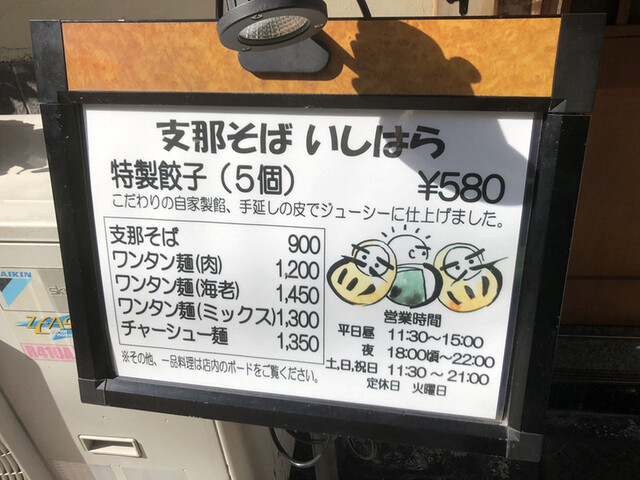 支那そば いしはら
特製餃子（5個） ¥580
こだわりの自家製餡、手延しの皮でジューシーに仕上げました。
支那そば 900
ワンタン麺(肉) 1,200
ワンタン麺(海老) 1,450
ワンタン麺(ミックス) 1,300
チャーシュー麺 1,350
※その他、一品料理は店内のボードをご覧ください。
営業時間
平日昼 11:30～15:00
夜 18:00頃～22:00
土,日,祝日 11:30～21:00
定休日 火曜日
DAIKIN
R410A